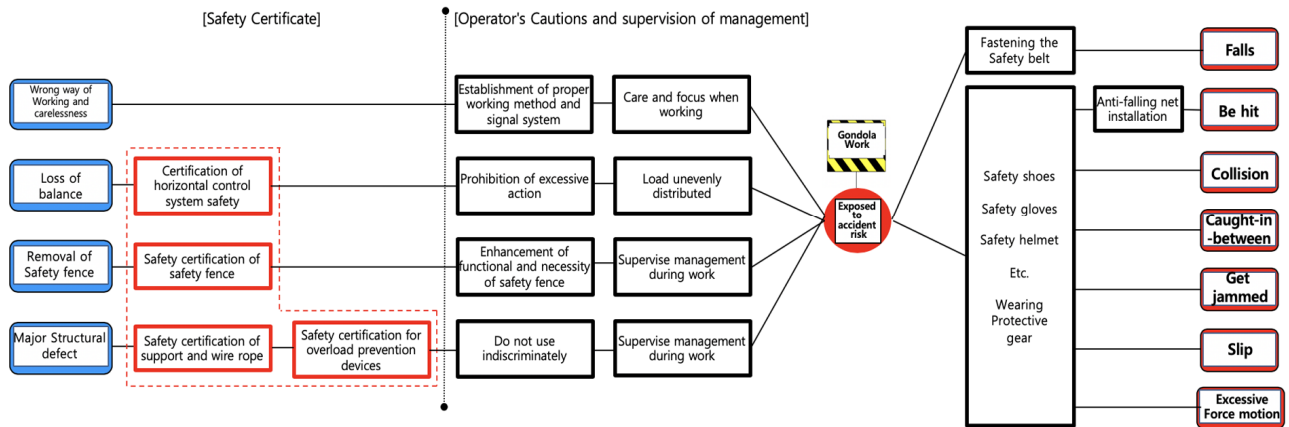 [Safety Certificate]
[Operator's Cautions and supervision of management]
Wrong way of
Working and
carelessness
Establishment of proper
working method and
signal system
Care and focus when
working
Loss of
balance
Certification of
horizontal control
system safety
Prohibition of excessive
action
Load unevenly
distributed
Removal of
Safety fence
Safety certification of
safety fence
Enhancement of
functional and necessity
of safety fence
Supervise management
during work
Major Structural
defect
Safety certification of
support and wire rope
Safety certification for
overload prevention
devices
Do not use
indiscriminately
Supervise management
during work
Gondola
Work
Exposed
to
accident
risk
Fastening the
Safety belt
Safety shoes
Safety gloves
Safety helmet
Etc.
Wearing
Protective
gear
Anti-falling net
installation
Falls
Be hit
Collision
Caught-in
-between
Get
jammed
Slip
Excessive
Force motion